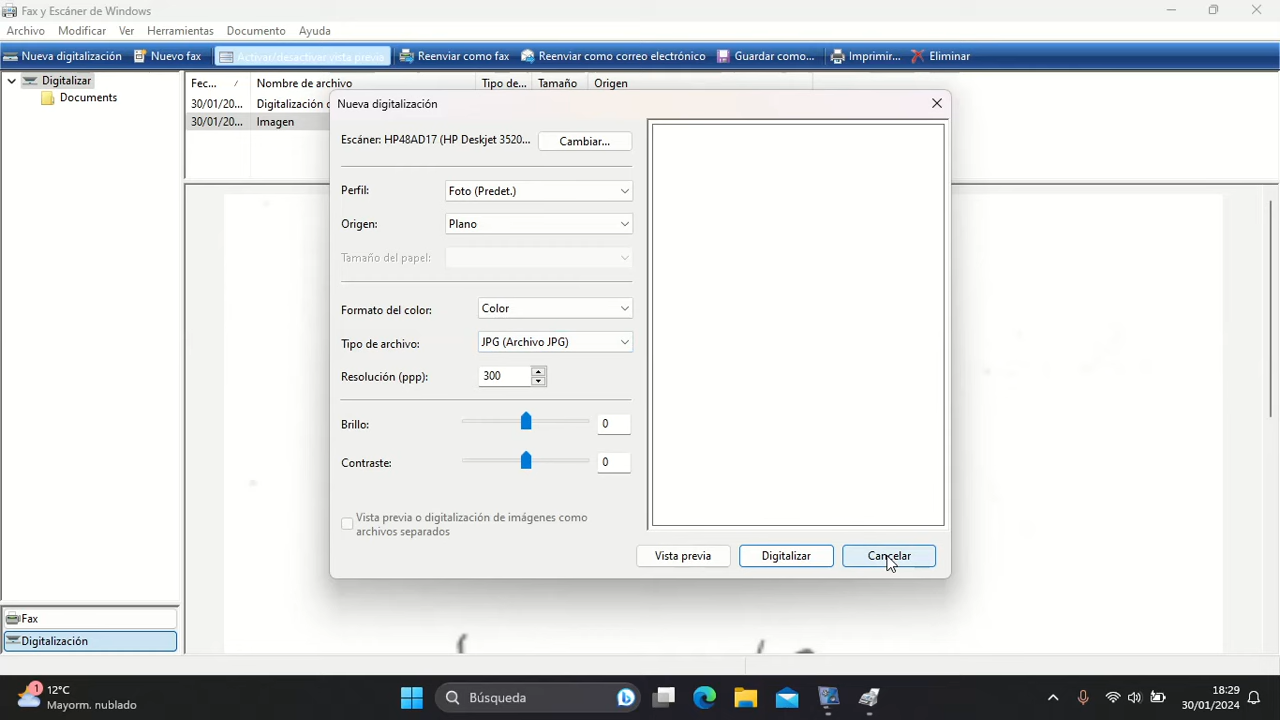 Fax y Escáner de Windows
Archivo Modificar Ver Herramientas Documento Ayuda
Nueva digitalización Nuevo fax Activar/desactivar vista previa Reenviar como fax Reenviar como correo electrónico Guardar como... Imprimir... Eliminar
Digitalizar
Documents
Fec... Nombre de archivo Tipo de... Tamaño Origen
30/01/20... Digitalización
30/01/20... Imagen
Nueva digitalización
Escáner: HP48AD17 (HP Deskjet 3520... Cambiar...
Perfil: Foto (Predet.)
Origen: Plano
Tamaño del papel:
Formato del color: Color
Tipo de archivo: JPG (Archivo JPG)
Resolución (ppp): 300
Brillo: 0
Contraste: 0
Vista previa o digitalización de imágenes como
archivos separados
Vista previa Digitalizar Cancelar
Fax
Digitalización
1
12°C
Mayorm. nublado
Búsqueda
18:29
30/01/2024